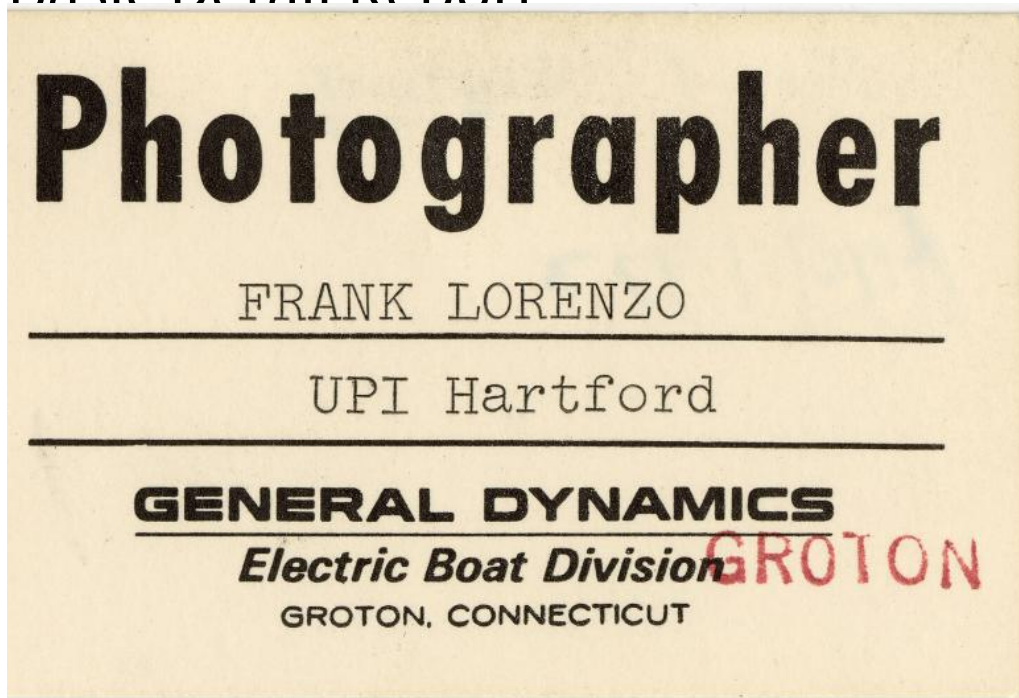 Photographer
FRANK LORENZO
UPI Hartford
GENERAL DYNAMICS
Electric Boat Division GROTON
GROTON, CONNECTICUT